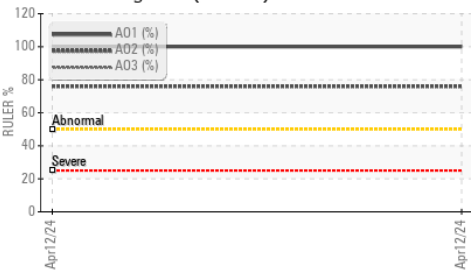 120
100
80
60
40
20
0
RULER %
AO1 (%)
AO2 (%)
AO3 (%)
Abnormal
Severe
Apr12/24
Apr12/24